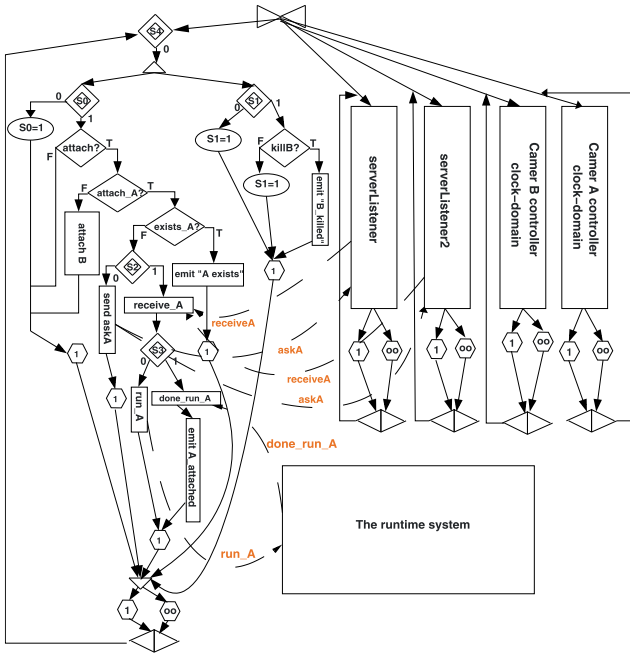 S4
0
S0
0
1
S0=1
attach?
F
T
attach_A?
F
T
attach B
exists_A?
F
T
S2
0
1
emit "A exists"
send askA
receive_A
S3
0
1
1
1
1
run_A
done_run_A
emit A_attached
1
S1
0
1
S1=1
killB?
F
T
S1=1
emit "B_killed"
1
receiveA
askA
receiveA
askA
done_run_A
run_A
serverListener
serverListener2
Camer B controller
clock-domain
Camer A controller
clock-domain
1
oo
1
oo
1
oo
1
oo
The runtime system
1
oo